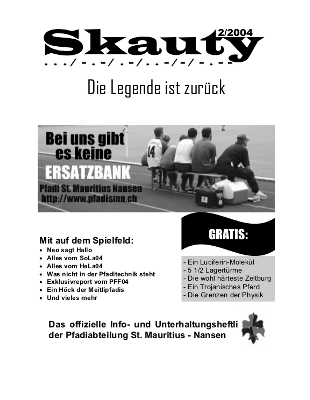 Skauty
2/2004
. . . / - . - / . - / . . - / - / - . - -
Die Legende ist zurück
Bei uns gibt
es keine
ERSATZBANK
Pfadi St. Mauritius Nansen
http://www.pfadismn.ch
14
Mit auf dem Spielfeld:
• Neo sagt Hallo
• Alles vom SoLa04
• Alles vom HeLa04
• Was nicht in der Pfaditechnik steht
• Exklusivreport vom PFF04
• Ein Höck der Meitlipfadis
• Und vieles mehr
GRATIS:
- Ein Luciferin-Molekül
- 5 1/2 Lagertürme
- Die wohl härteste Zeltburg
- Ein Trojanisches Pferd
- Die Grenzen der Physik
Das offizielle Info- und Unterhaltungsheftli
der Pfadiabteilung St. Mauritius - Nansen